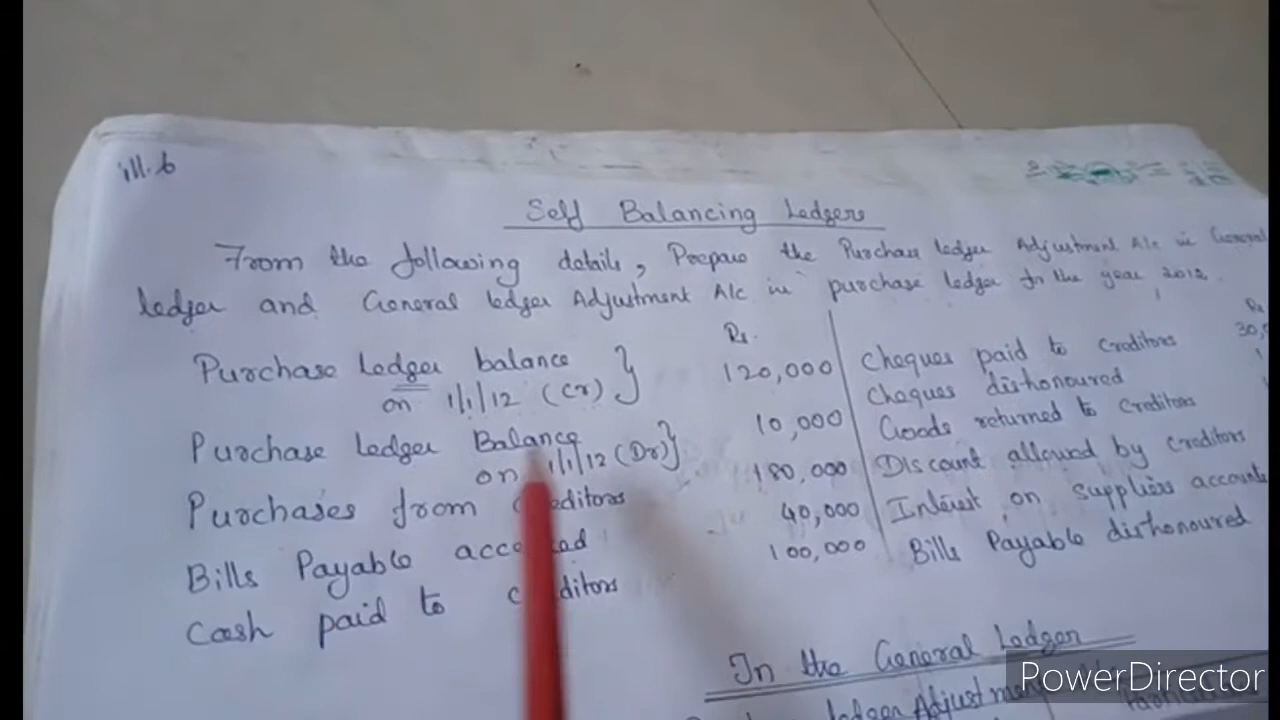 ill.6
Self Balancing Ledgers
From the following details, Prepare the Purchase ledger Adjustment A/c in General
ledger and General ledger Adjustment A/c in purchase ledger for the year 2012.
Rs.
Rs
Purchase Ledger balance
on 1/1/12 (Cr) } 120,000
Purchase Ledger Balance
on 1/1/12 (Dr) } 10,000
Purchases from creditors 180,000
Bills Payable 40,000
Cash paid to creditors 100,000
Cheques paid to creditors
Cheques dishonoured
Goods returned to creditors
Discount allowed by creditors
Interest on suppliers
Bills Payable dishonoured
In the General Ledger
ledger
PowerDirector